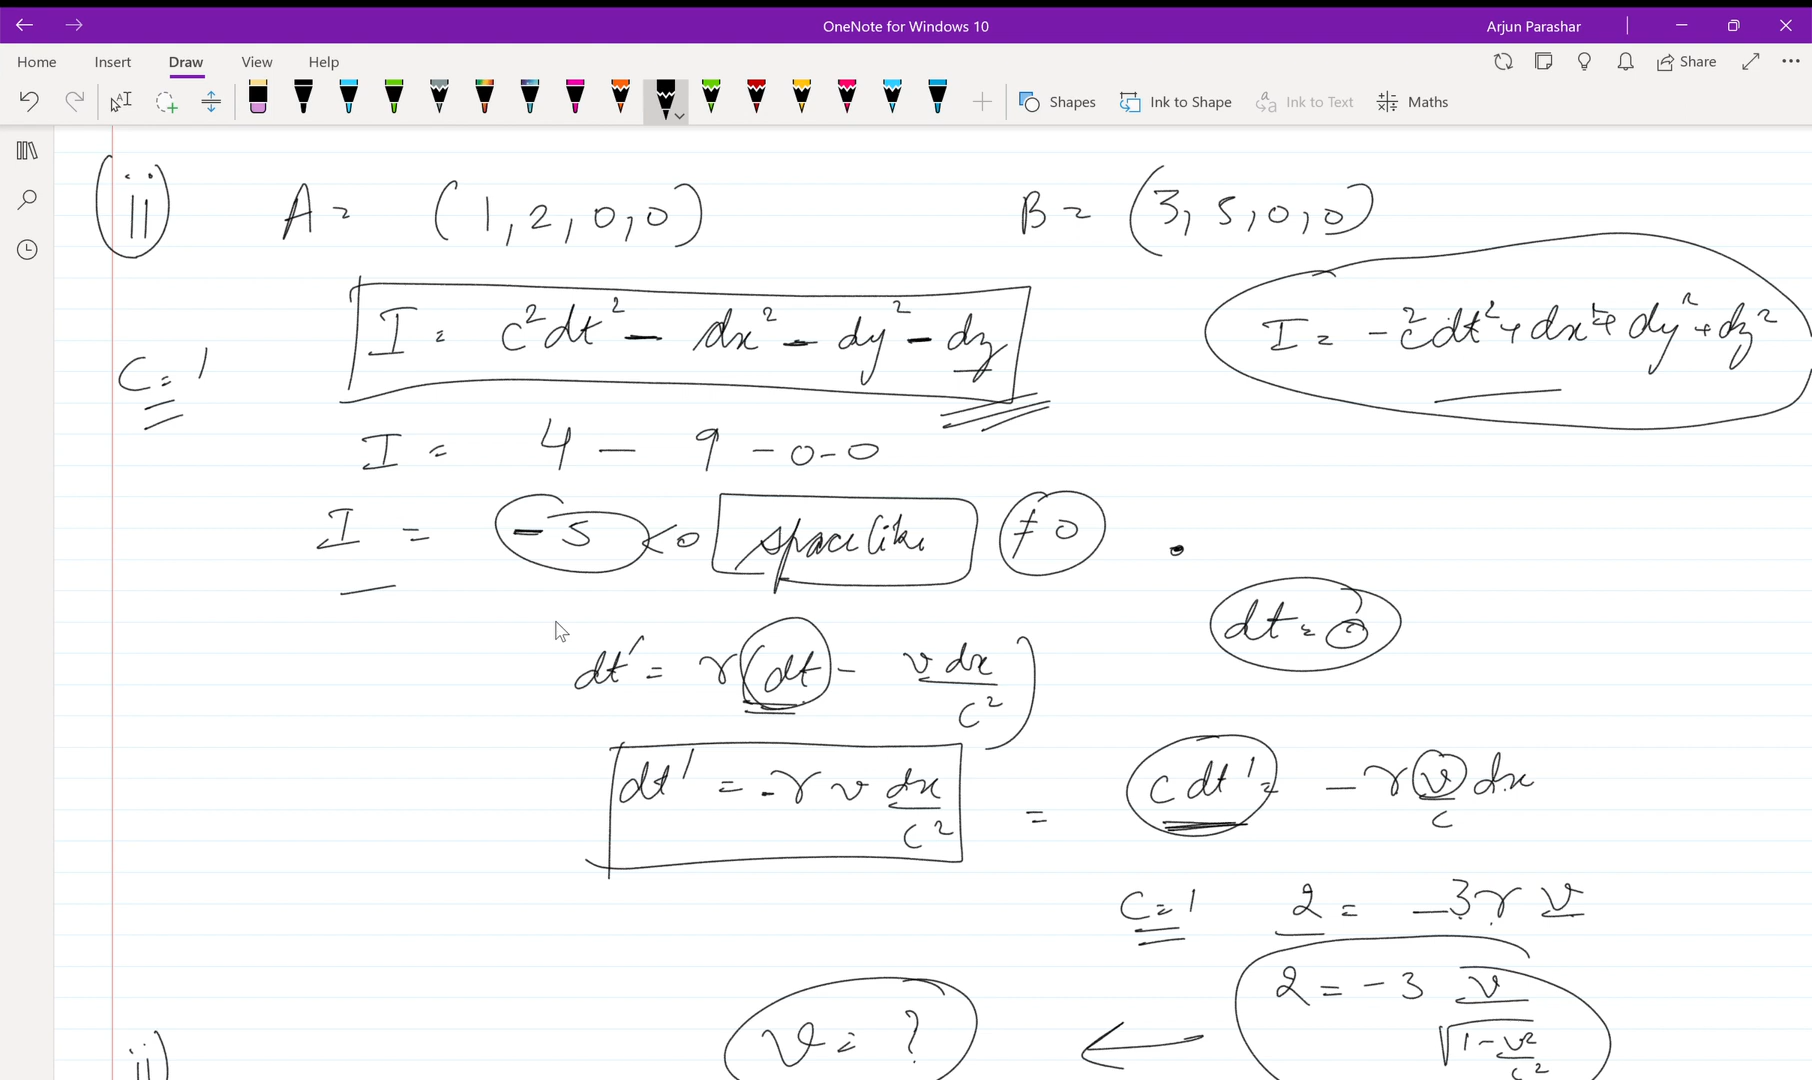 OneNote for Windows 10
Arjun Parashar
Home Insert Draw View Help
Share
Shapes Ink to Shape Ink to Text Maths
(ii) A = (1, 2, 0, 0) B = (3, 5, 0, 0)
I = c²dt² - dx² - dy² - dz
I = -c²dt² + dx² + dy² + dz²
C = 1
I = 4 - 9 - 0 - 0
I = -5 < 0 spacelike ≠ 0
dt = 0
dt' = γ(dt - v dx/c²)
dt' = -γ v dx/c² = c dt' = -γ v/c dx
C = 1 2 = -3γ v
2 = -3 v/√(1 - v²/c²)
v = ? ←
ii)